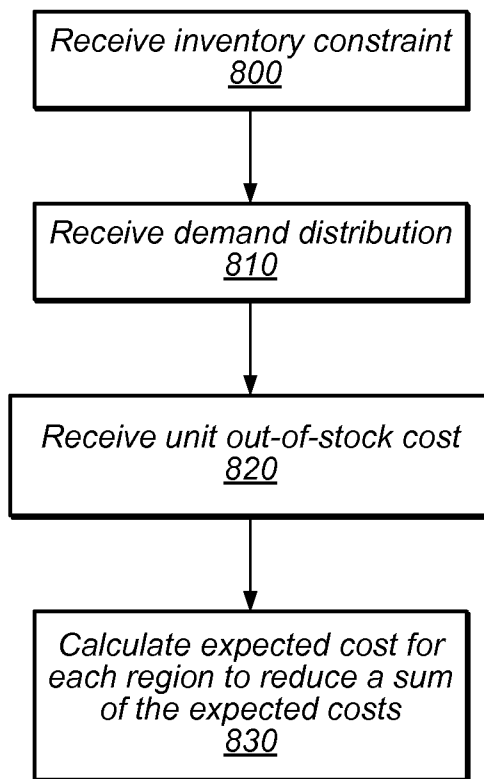 Receive inventory constraint
800
Receive demand distribution
810
Receive unit out-of-stock cost
820
Calculate expected cost for
each region to reduce a sum
of the expected costs
830